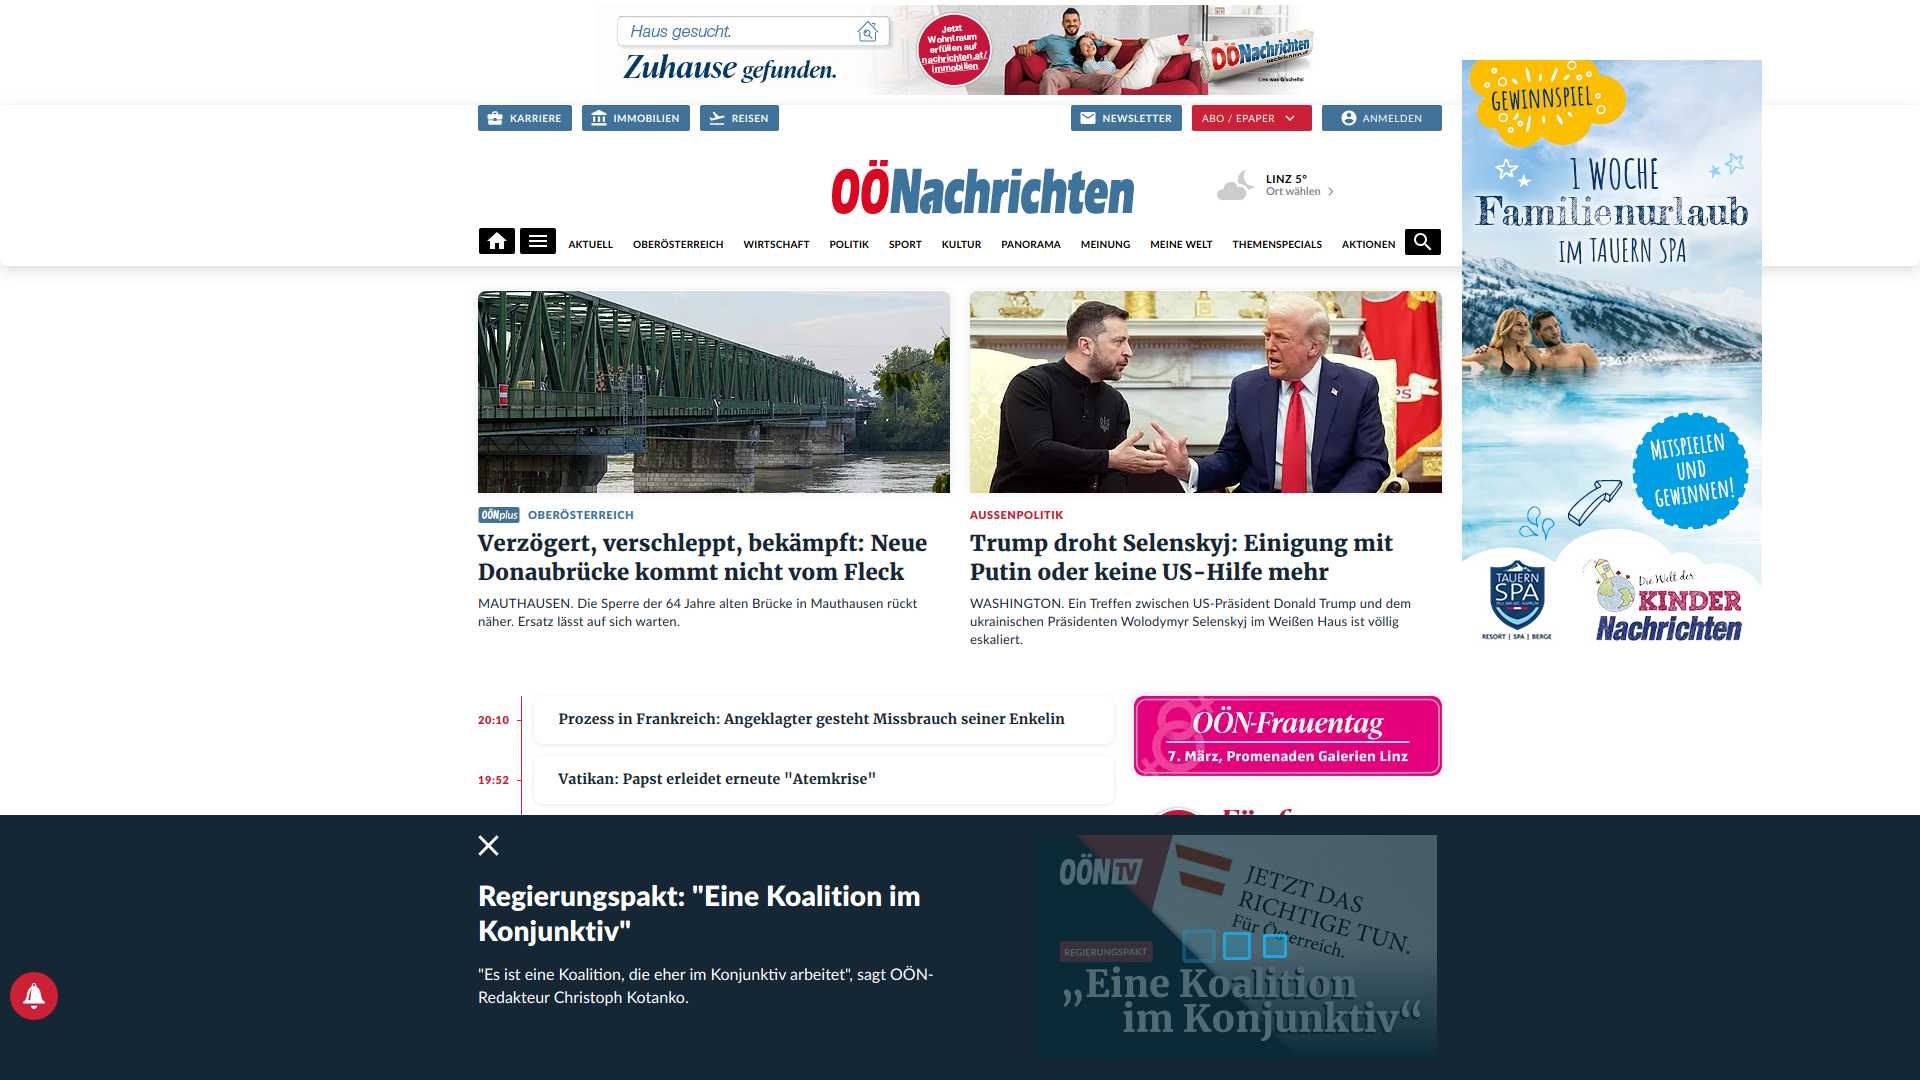 Haus gesucht.
Zuhause gefunden.
Jetzt
Wohntraum
erfüllen auf
nachrichten.at/
immobilien
OÖNachrichten
Lies was G'scheits!
KARRIERE
IMMOBILIEN
REISEN
NEWSLETTER
ABO / EPAPER
ANMELDEN
OÖNachrichten
LINZ 5°
Ort wählen
AKTUELL
OBERÖSTERREICH
WIRTSCHAFT
POLITIK
SPORT
KULTUR
PANORAMA
MEINUNG
MEINE WELT
THEMENSPECIALS
AKTIONEN
GEWINNSPIEL
1 WOCHE
Familienurlaub
IM TAUERN SPA
MITSPIELEN
UND
GEWINNEN!
TAUERN
SPA
RESORT | SPA | BERGE
Die Welt der
KINDER
Nachrichten
OÖNplus OBERÖSTERREICH
Verzögert, verschleppt, bekämpft: Neue
Donaubrücke kommt nicht vom Fleck
MAUTHAUSEN. Die Sperre der 64 Jahre alten Brücke in Mauthausen rückt
näher. Ersatz lässt auf sich warten.
AUSSENPOLITIK
Trump droht Selenskyj: Einigung mit
Putin oder keine US-Hilfe mehr
WASHINGTON. Ein Treffen zwischen US-Präsident Donald Trump und dem
ukrainischen Präsidenten Wolodymyr Selenskyj im Weißen Haus ist völlig
eskaliert.
20:10
Prozess in Frankreich: Angeklagter gesteht Missbrauch seiner Enkelin
19:52
Vatikan: Papst erleidet erneute "Atemkrise"
OÖN-Frauentag
7. März, Promenaden Galerien Linz
Regierungspakt: "Eine Koalition im
Konjunktiv"
"Es ist eine Koalition, die eher im Konjunktiv arbeitet", sagt OÖN-
Redakteur Christoph Kotanko.
OÖN TV
JETZT DAS
RICHTIGE TUN.
Für Österreich.
REGIERUNGSPAKT
„Eine Koalition
im Konjunktiv“